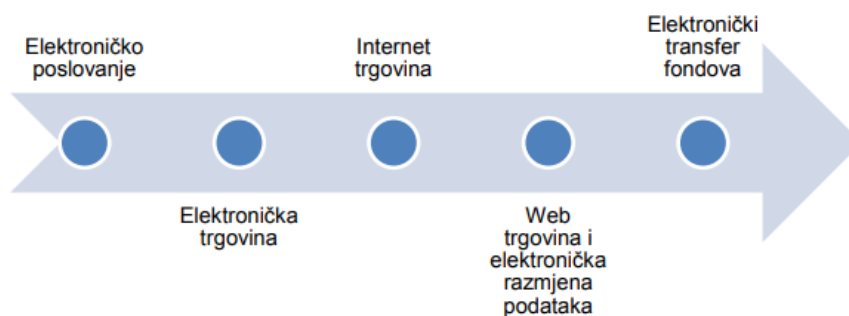 Elektroničko
poslovanje
Elektronička
trgovina
Internet
trgovina
Web
trgovina i
elektronička
razmjena
podataka
Elektronički
transfer
fondova